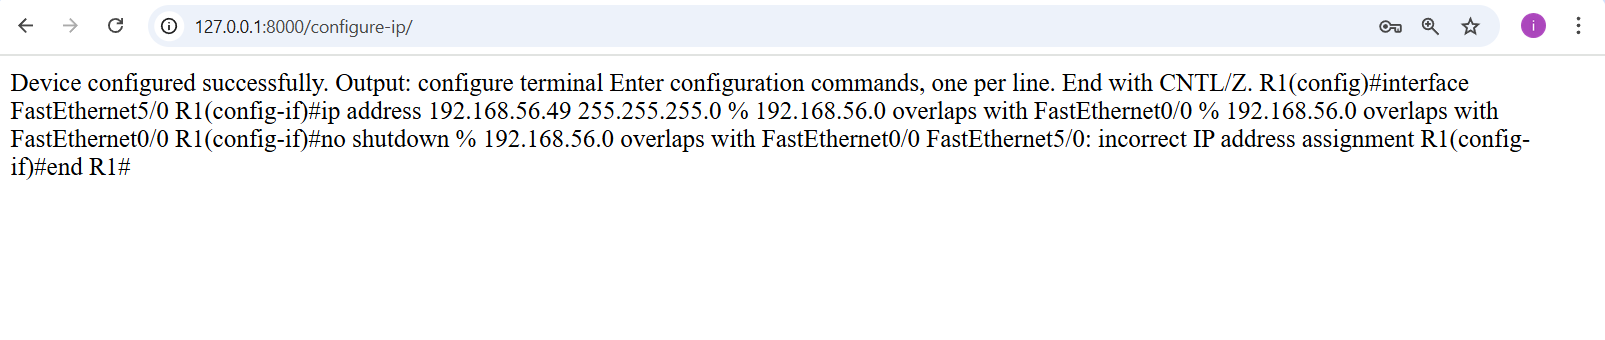 127.0.0.1:8000/configure-ip/
i
Device configured successfully. Output: configure terminal Enter configuration commands, one per line. End with CNTL/Z. R1(config)#interface
FastEthernet5/0 R1(config-if)#ip address 192.168.56.49 255.255.255.0 % 192.168.56.0 overlaps with FastEthernet0/0 % 192.168.56.0 overlaps with
FastEthernet0/0 R1(config-if)#no shutdown % 192.168.56.0 overlaps with FastEthernet0/0 FastEthernet5/0: incorrect IP address assignment R1(config-
if)#end R1#